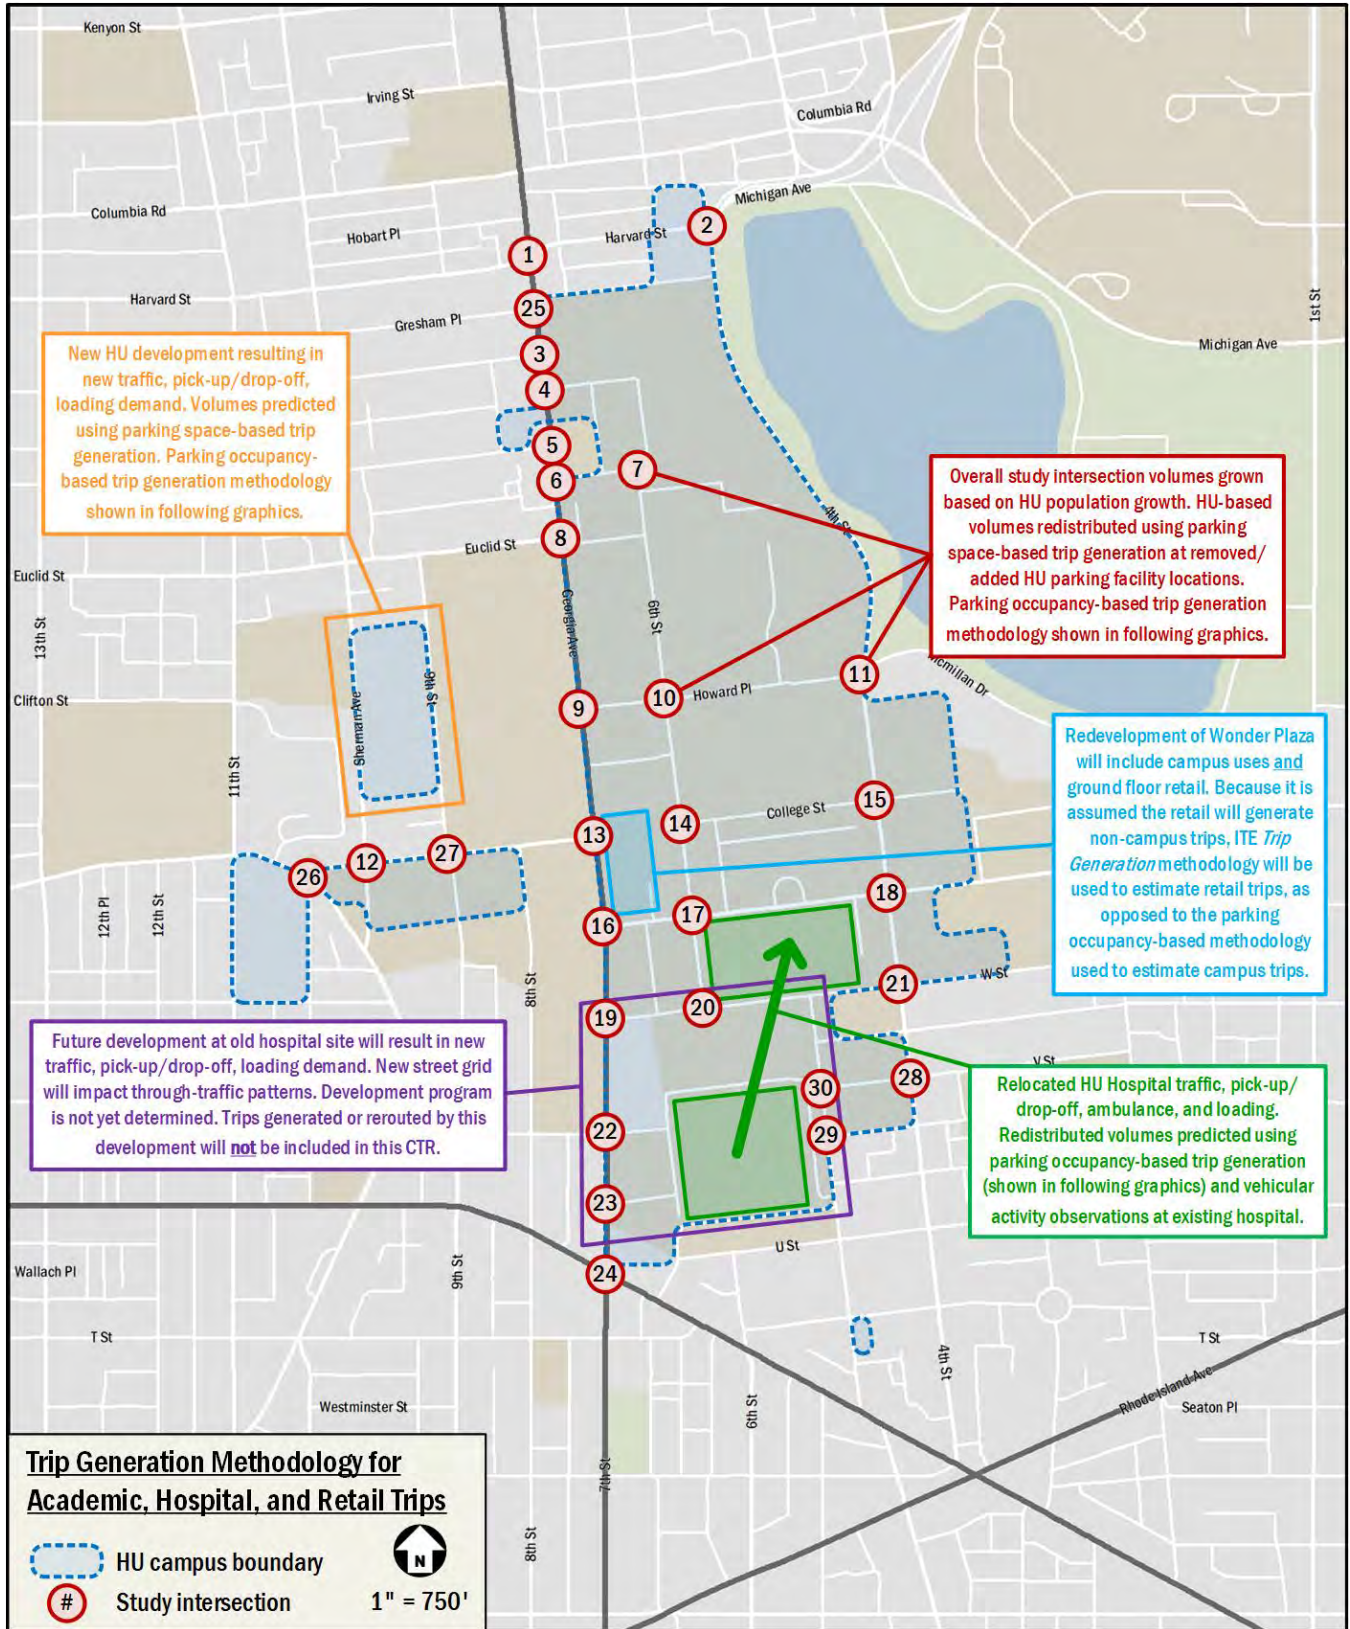 Kenyon St
Irving St
Columbia Rd
Michigan Ave
Columbia Rd
Hobart Pl
Harvard St
2
1
Harvard St
25
Gresham Pl
1st St
Michigan Ave
3
4
5
6
7
8
4th St
Euclid St
Euclid St
13th St
Georgia Ave
6th St
New HU development resulting in
new traffic, pick-up/drop-off,
loading demand. Volumes predicted
using parking space-based trip
generation. Parking occupancy-
based trip generation methodology
shown in following graphics.
Overall study intersection volumes grown
based on HU population growth. HU-based
volumes redistributed using parking
space-based trip generation at removed/
added HU parking facility locations.
Parking occupancy-based trip generation
methodology shown in following graphics.
11
Mcmillan Dr
10
Howard Pl
9
Clifton St
Sherman Ave
9th St
11th St
Redevelopment of Wonder Plaza
will include campus uses and
ground floor retail. Because it is
assumed the retail will generate
non-campus trips, ITE Trip
Generation methodology will be
used to estimate retail trips, as
opposed to the parking
occupancy-based methodology
used to estimate campus trips.
15
College St
14
13
27
12
26
12th Pl
12th St
18
17
16
8th St
W St
21
20
19
Future development at old hospital site will result in new
traffic, pick-up/drop-off, loading demand. New street grid
will impact through-traffic patterns. Development program
is not yet determined. Trips generated or rerouted by this
development will not be included in this CTR.
V St
28
30
29
22
23
Relocated HU Hospital traffic, pick-up/
drop-off, ambulance, and loading.
Redistributed volumes predicted using
parking occupancy-based trip generation
(shown in following graphics) and vehicular
activity observations at existing hospital.
U St
24
Wallach Pl
9th St
T St
T St
4th St
Rhode Island Ave
Seaton Pl
Westminster St
6th St
7th St
8th St
Trip Generation Methodology for
Academic, Hospital, and Retail Trips
HU campus boundary
N
# Study intersection
1" = 750'